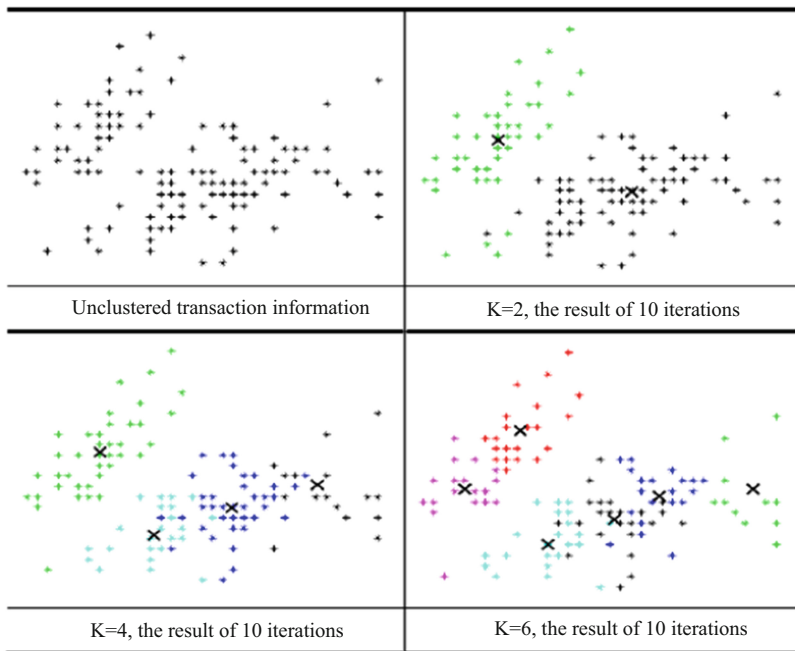 Unclustered transaction information
K=2, the result of 10 iterations
K=4, the result of 10 iterations
K=6, the result of 10 iterations